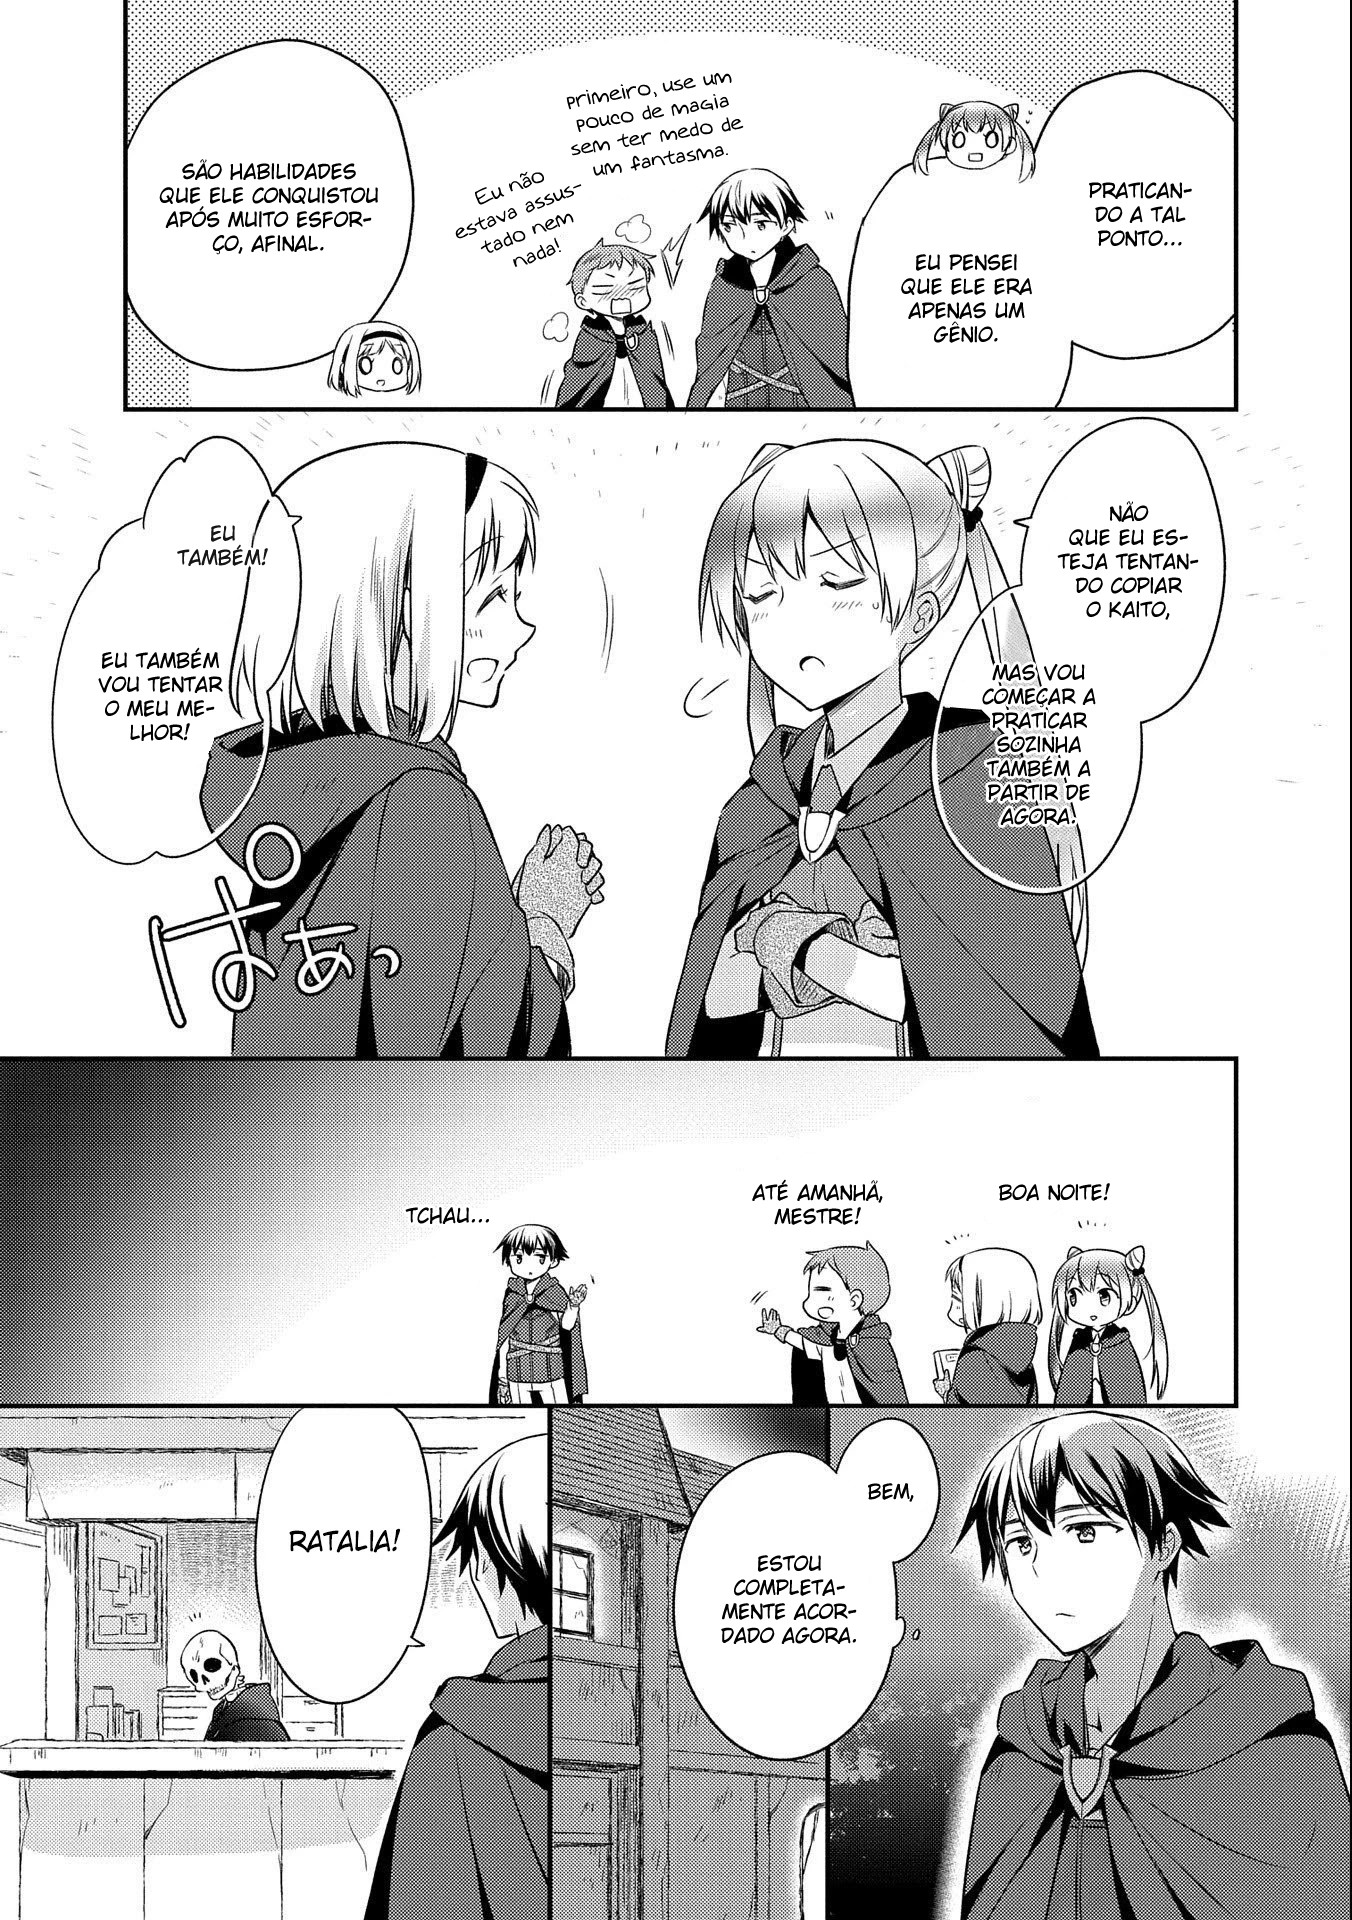 PRATICAN-
DO A TAL
PONTO...
EU PENSEI
QUE ELE ERA
APENAS UM
GÊNIO.
PRIMEIRO, USE UM
POUCO DE MAGIA
SEM TER MEDO DE
UM FANTASMA.
EU NÃO
ESTAVA ASSUS-
TADO NEM
NADA!
SÃO HABILIDADES
QUE ELE CONQUISTOU
APÓS MUITO ESFOR-
ÇO, AFINAL.
NÃO
QUE EU ES-
TEJA TENTAN-
DO COPIAR
O KAITO,
MAS VOU
COMEÇAR A
PRATICAR
SOZINHA
TAMBÉM A
PARTIR DE
AGORA!
EU
TAMBÉM!
EU TAMBÉM
VOU TENTAR
O MEU ME-
LHOR!
ぱぁっ
BOA NOITE!
ATÉ AMANHÃ,
MESTRE!
TCHAU...
BEM,
ESTOU
COMPLETA-
MENTE ACOR-
DADO AGORA.
RATALIA!